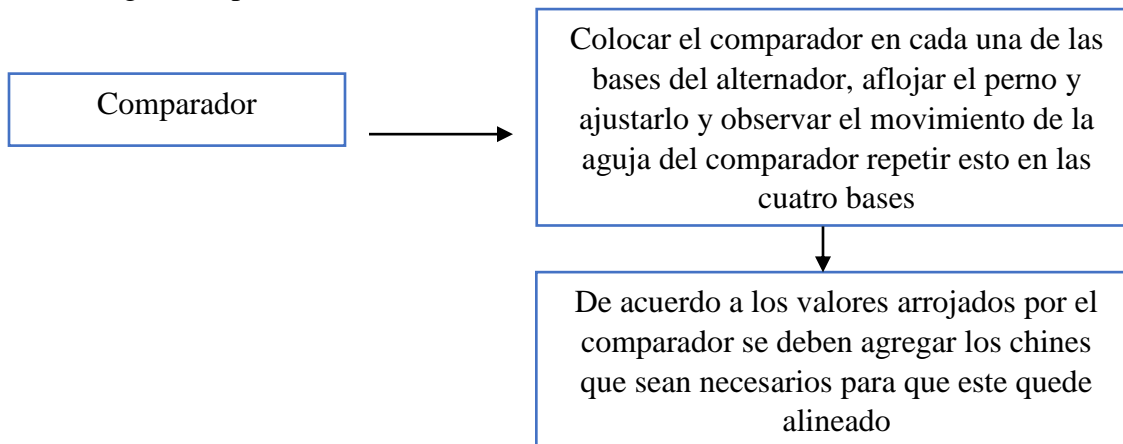 Comparador
Colocar el comparador en cada una de las
bases del alternador, aflojar el perno y
ajustarlo y observar el movimiento de la
aguja del comparador repetir esto en las
cuatro bases
De acuerdo a los valores arrojados por el
comparador se deben agregar los chines
que sean necesarios para que este quede
alineado